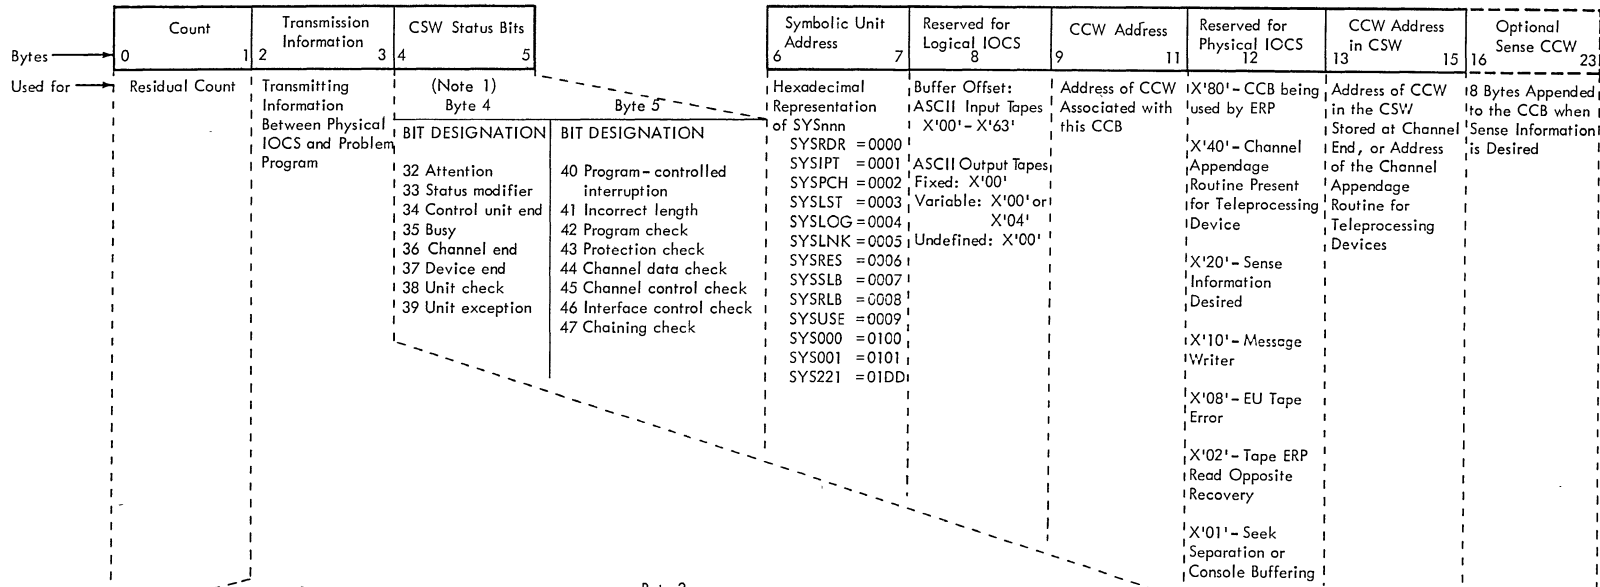 Count
Transmission
Information
CSW Status Bits
Symbolic Unit
Address
Reserved for
Logical IOCS
CCW Address
Reserved for
Physical IOCS
CCW Address
in CSW
Optional
Sense CCW
Bytes
0 1 2 3 4 5 6 7 8 9 11 12 13 15 16 23
Used for
Residual Count
Transmitting
Information
Between Physical
IOCS and Problem
Program
(Note 1)
Byte 4
BIT DESIGNATION
32 Attention
33 Status modifier
34 Control unit end
35 Busy
36 Channel end
37 Device end
38 Unit check
39 Unit exception
Byte 5
BIT DESIGNATION
40 Program-controlled
interruption
41 Incorrect length
42 Program check
43 Protection check
44 Channel data check
45 Channel control check
46 Interface control check
47 Chaining check
Hexadecimal
Representation
of SYSnnn
SYSRDR =0000
SYSIPT =0001
SYSPCH =0002
SYSLST =0003
SYSLOG=0004
SYSLNK =0005
SYSRES =0006
SYSSLB =0007
SYSRLB =0008
SYSUSE =0009
SYS000 =0100
SYS001 =0101
SYS221 =01DD
Buffer Offset:
ASCII Input Tapes
X'00'-X'63'
ASCII Output Tapes
Fixed: X'00'
Variable: X'00' or
X'04'
Undefined: X'00'
Address of CCW
Associated with
this CCB
X'80'-CCB being
used by ERP
X'40'-Channel
Appendage
Routine Present
for Teleprocessing
Device
X'20'-Sense
Information
Desired
X'10'-Message
Writer
X'08'-EU Tape
Error
X'02'-Tape ERP
Read Opposite
Recovery
X'01'-Seek
Separation or
Console Buffering
Address of CCW
in the CSW
Stored at Channel
End, or Address
of the Channel
Appendage
Routine for
Teleprocessing
Devices
8 Bytes Appended
to the CCB when
Sense Information
is Desired